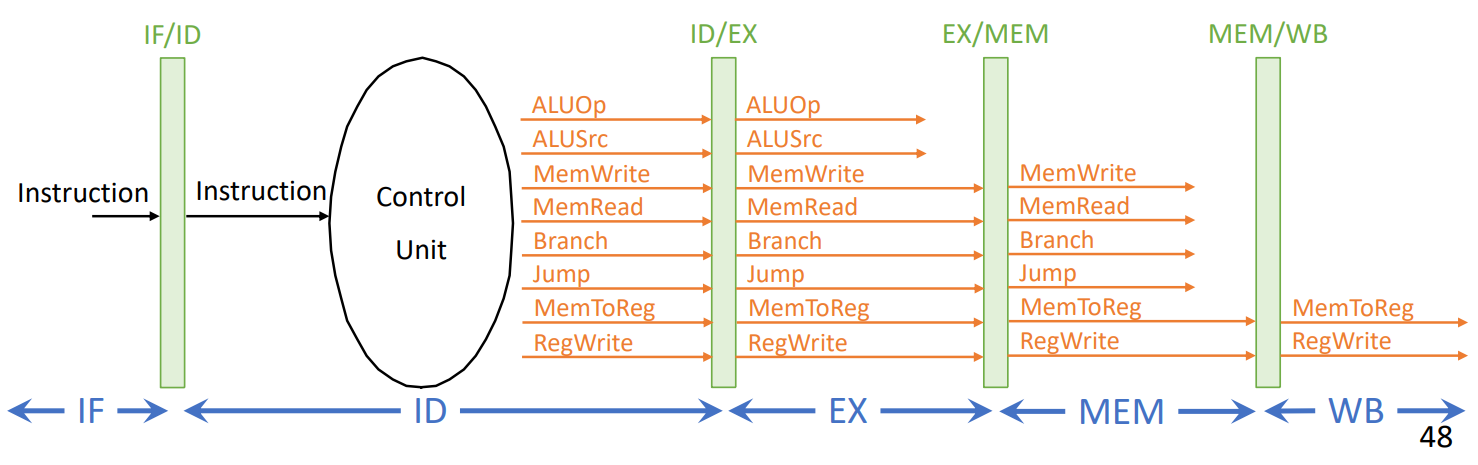 IF/ID
ID/EX
EX/MEM
MEM/WB
Instruction
Instruction
Control
Unit
ALUOp
ALUSrc
MemWrite
MemRead
Branch
Jump
MemToReg
RegWrite
ALUOp
ALUSrc
MemWrite
MemRead
Branch
Jump
MemToReg
RegWrite
MemWrite
MemRead
Branch
Jump
MemToReg
RegWrite
MemToReg
RegWrite
IF
ID
EX
MEM
WB
48